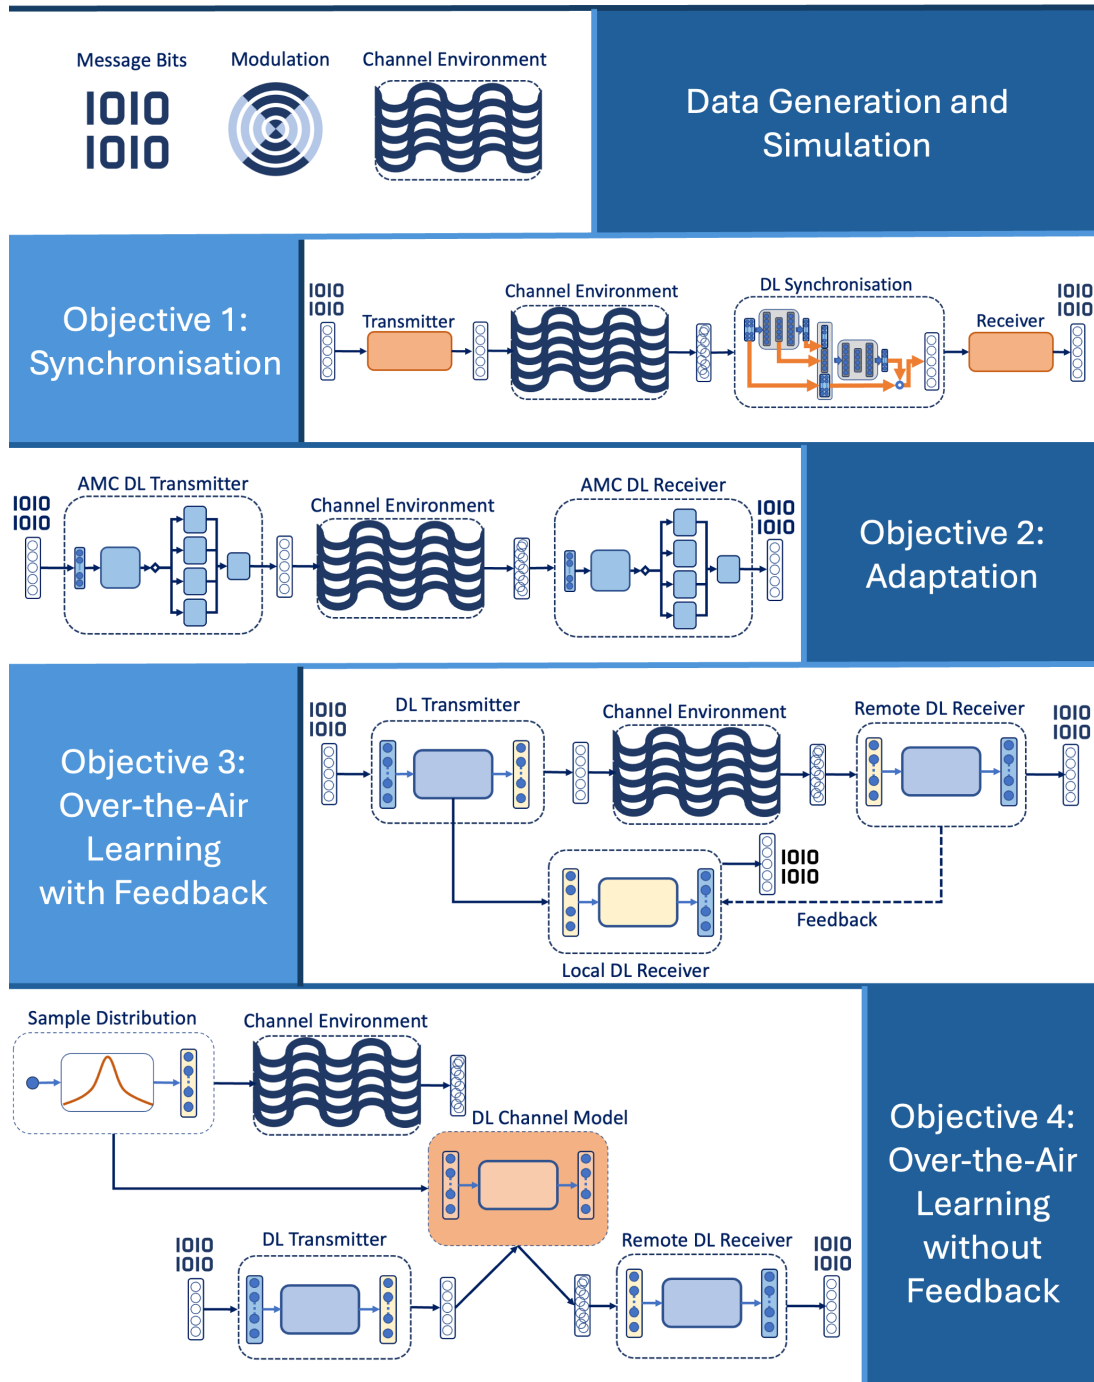 Message Bits
Modulation
Channel Environment
1010
1010
Data Generation and
Simulation
Objective 1:
Synchronisation
1010
1010
Transmitter
Channel Environment
DL Synchronisation
Receiver
1010
1010
AMC DL Transmitter
1010
1010
Channel Environment
AMC DL Receiver
1010
1010
Objective 2:
Adaptation
Objective 3:
Over-the-Air
Learning
with Feedback
1010
1010
DL Transmitter
Channel Environment
Remote DL Receiver
1010
1010
1010
1010
Feedback
Local DL Receiver
Sample Distribution
Channel Environment
DL Channel Model
1010
1010
DL Transmitter
Remote DL Receiver
1010
1010
Objective 4:
Over-the-Air
Learning
without
Feedback